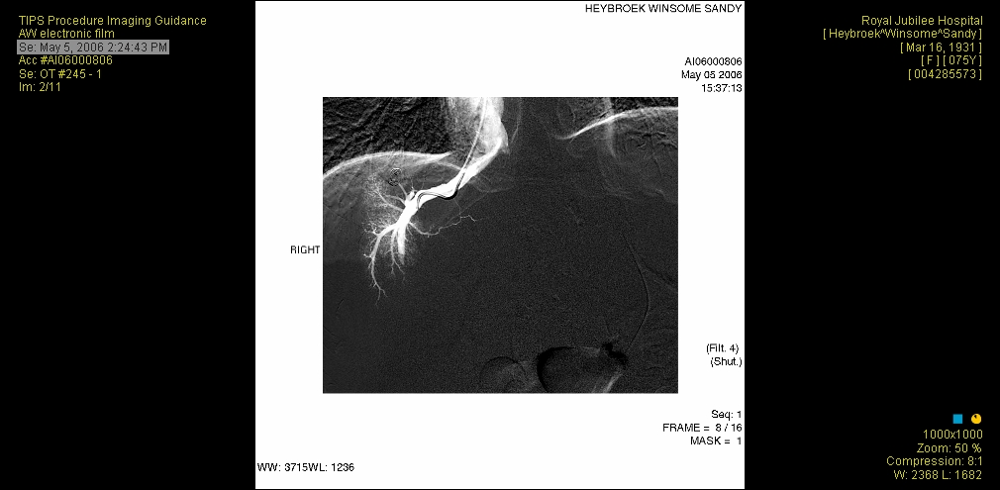 TIPS Procedure Imaging Guidance
AW electronic film
Se: May 5, 2006 2:24:43 PM
Acc #AI06000806
Se: OT #245 - 1
Im: 2/11
HEYBROEK WINSOME SANDY
AI06000806
May 05 2006
15:37:13
Royal Jubilee Hospital
[ Heybroek^Winsome^Sandy ]
[ Mar 16, 1931 ]
[ F ] [ 075Y ]
[ 004285573 ]
RIGHT
(Filt. 4)
(Shut.)
Seq: 1
FRAME = 8 / 16
MASK = 1
WW: 3715WL: 1236
1000x1000
Zoom: 50 %
Compression: 8:1
W: 2368 L: 1682